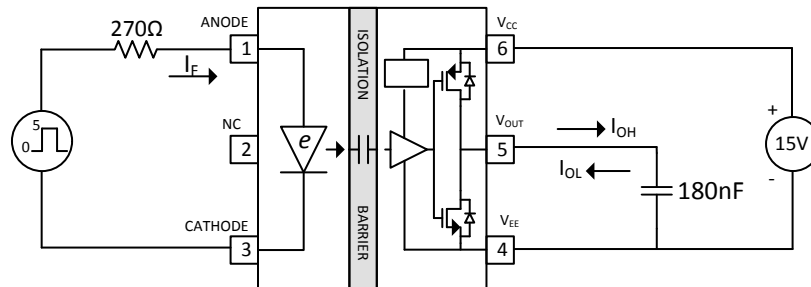 270Ω
ANODE
1
I_F
5
0
NC
2
CATHODE
3
e
ISOLATION
BARRIER
V_CC
6
V_OUT
5
I_OH
I_OL
V_EE
4
180nF
+
15V
-